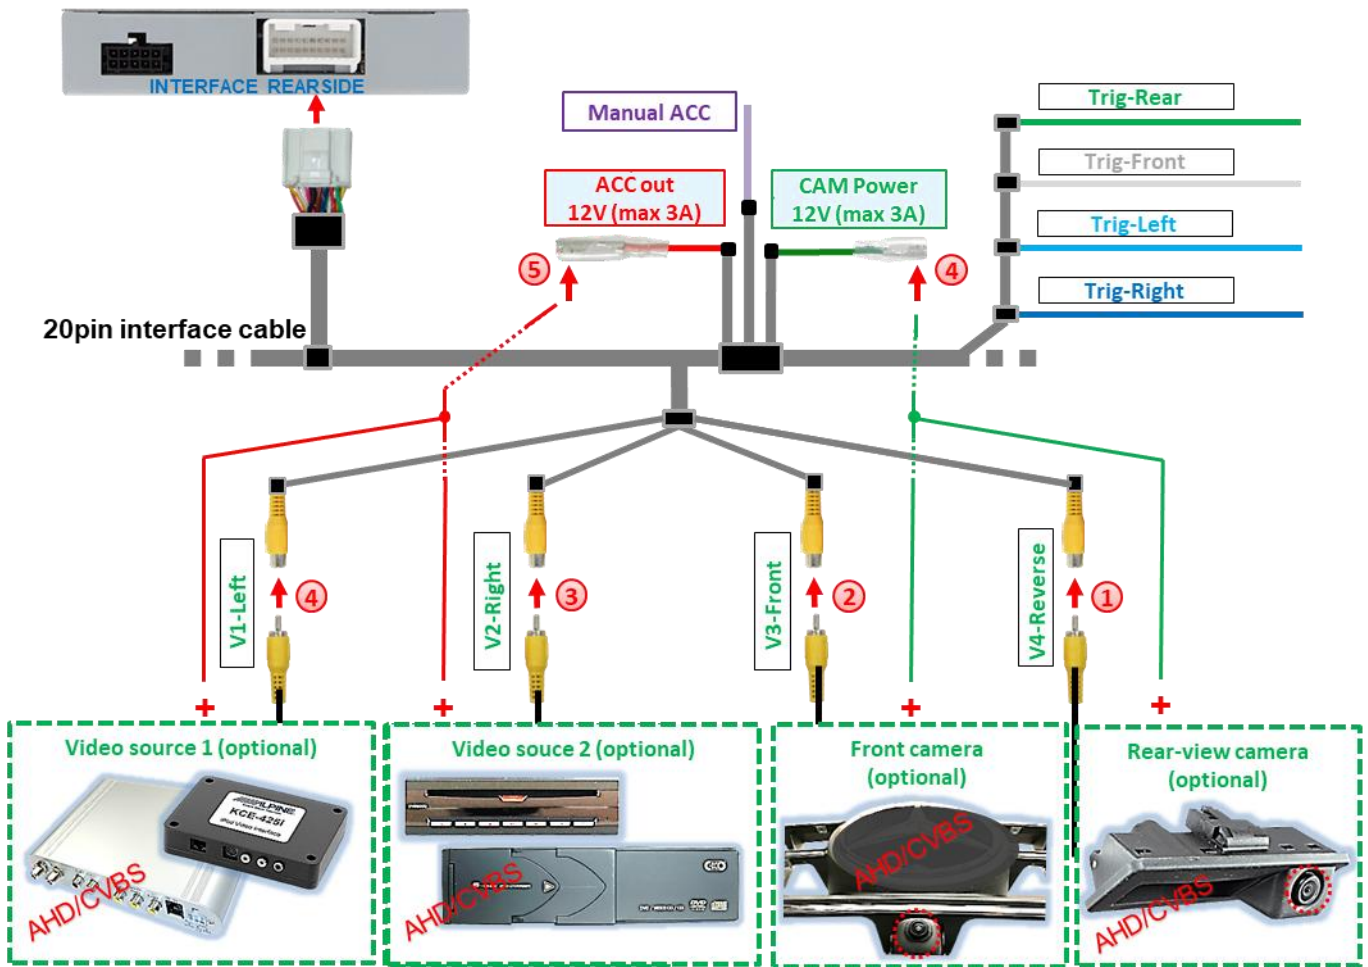 INTERFACE REARSIDE
Manual ACC
Trig-Rear
Trig-Front
Trig-Left
Trig-Right
ACC out
12V (max 3A)
CAM Power
12V (max 3A)
5
4
20pin interface cable
V1-Left
4
V2-Right
3
V3-Front
2
V4-Reverse
1
+
+
+
+
Video source 1 (optional)
ALPINE
KCE-425i
iPod Video Interface
AHD/CVBS
Video souce 2 (optional)
AHD/CVBS
Front camera
(optional)
AHD/CVBS
Rear-view camera
(optional)
AHD/CVBS